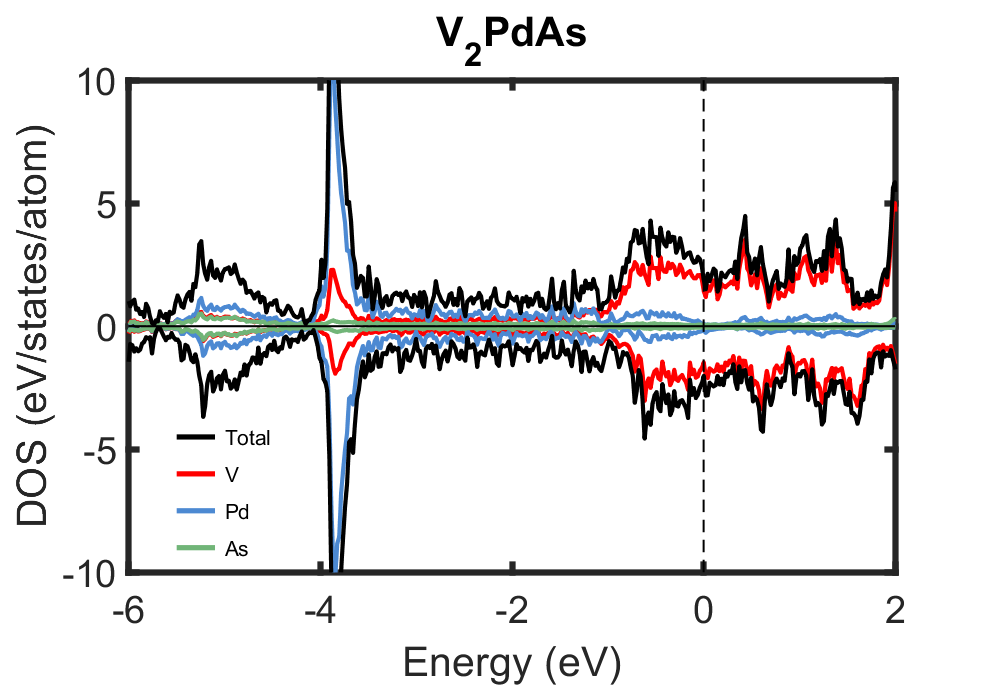 V₂PdAs
DOS (eV/states/atom)
10
5
0
-5
-10
Total
V
Pd
As
-6
-4
-2
0
2
Energy (eV)